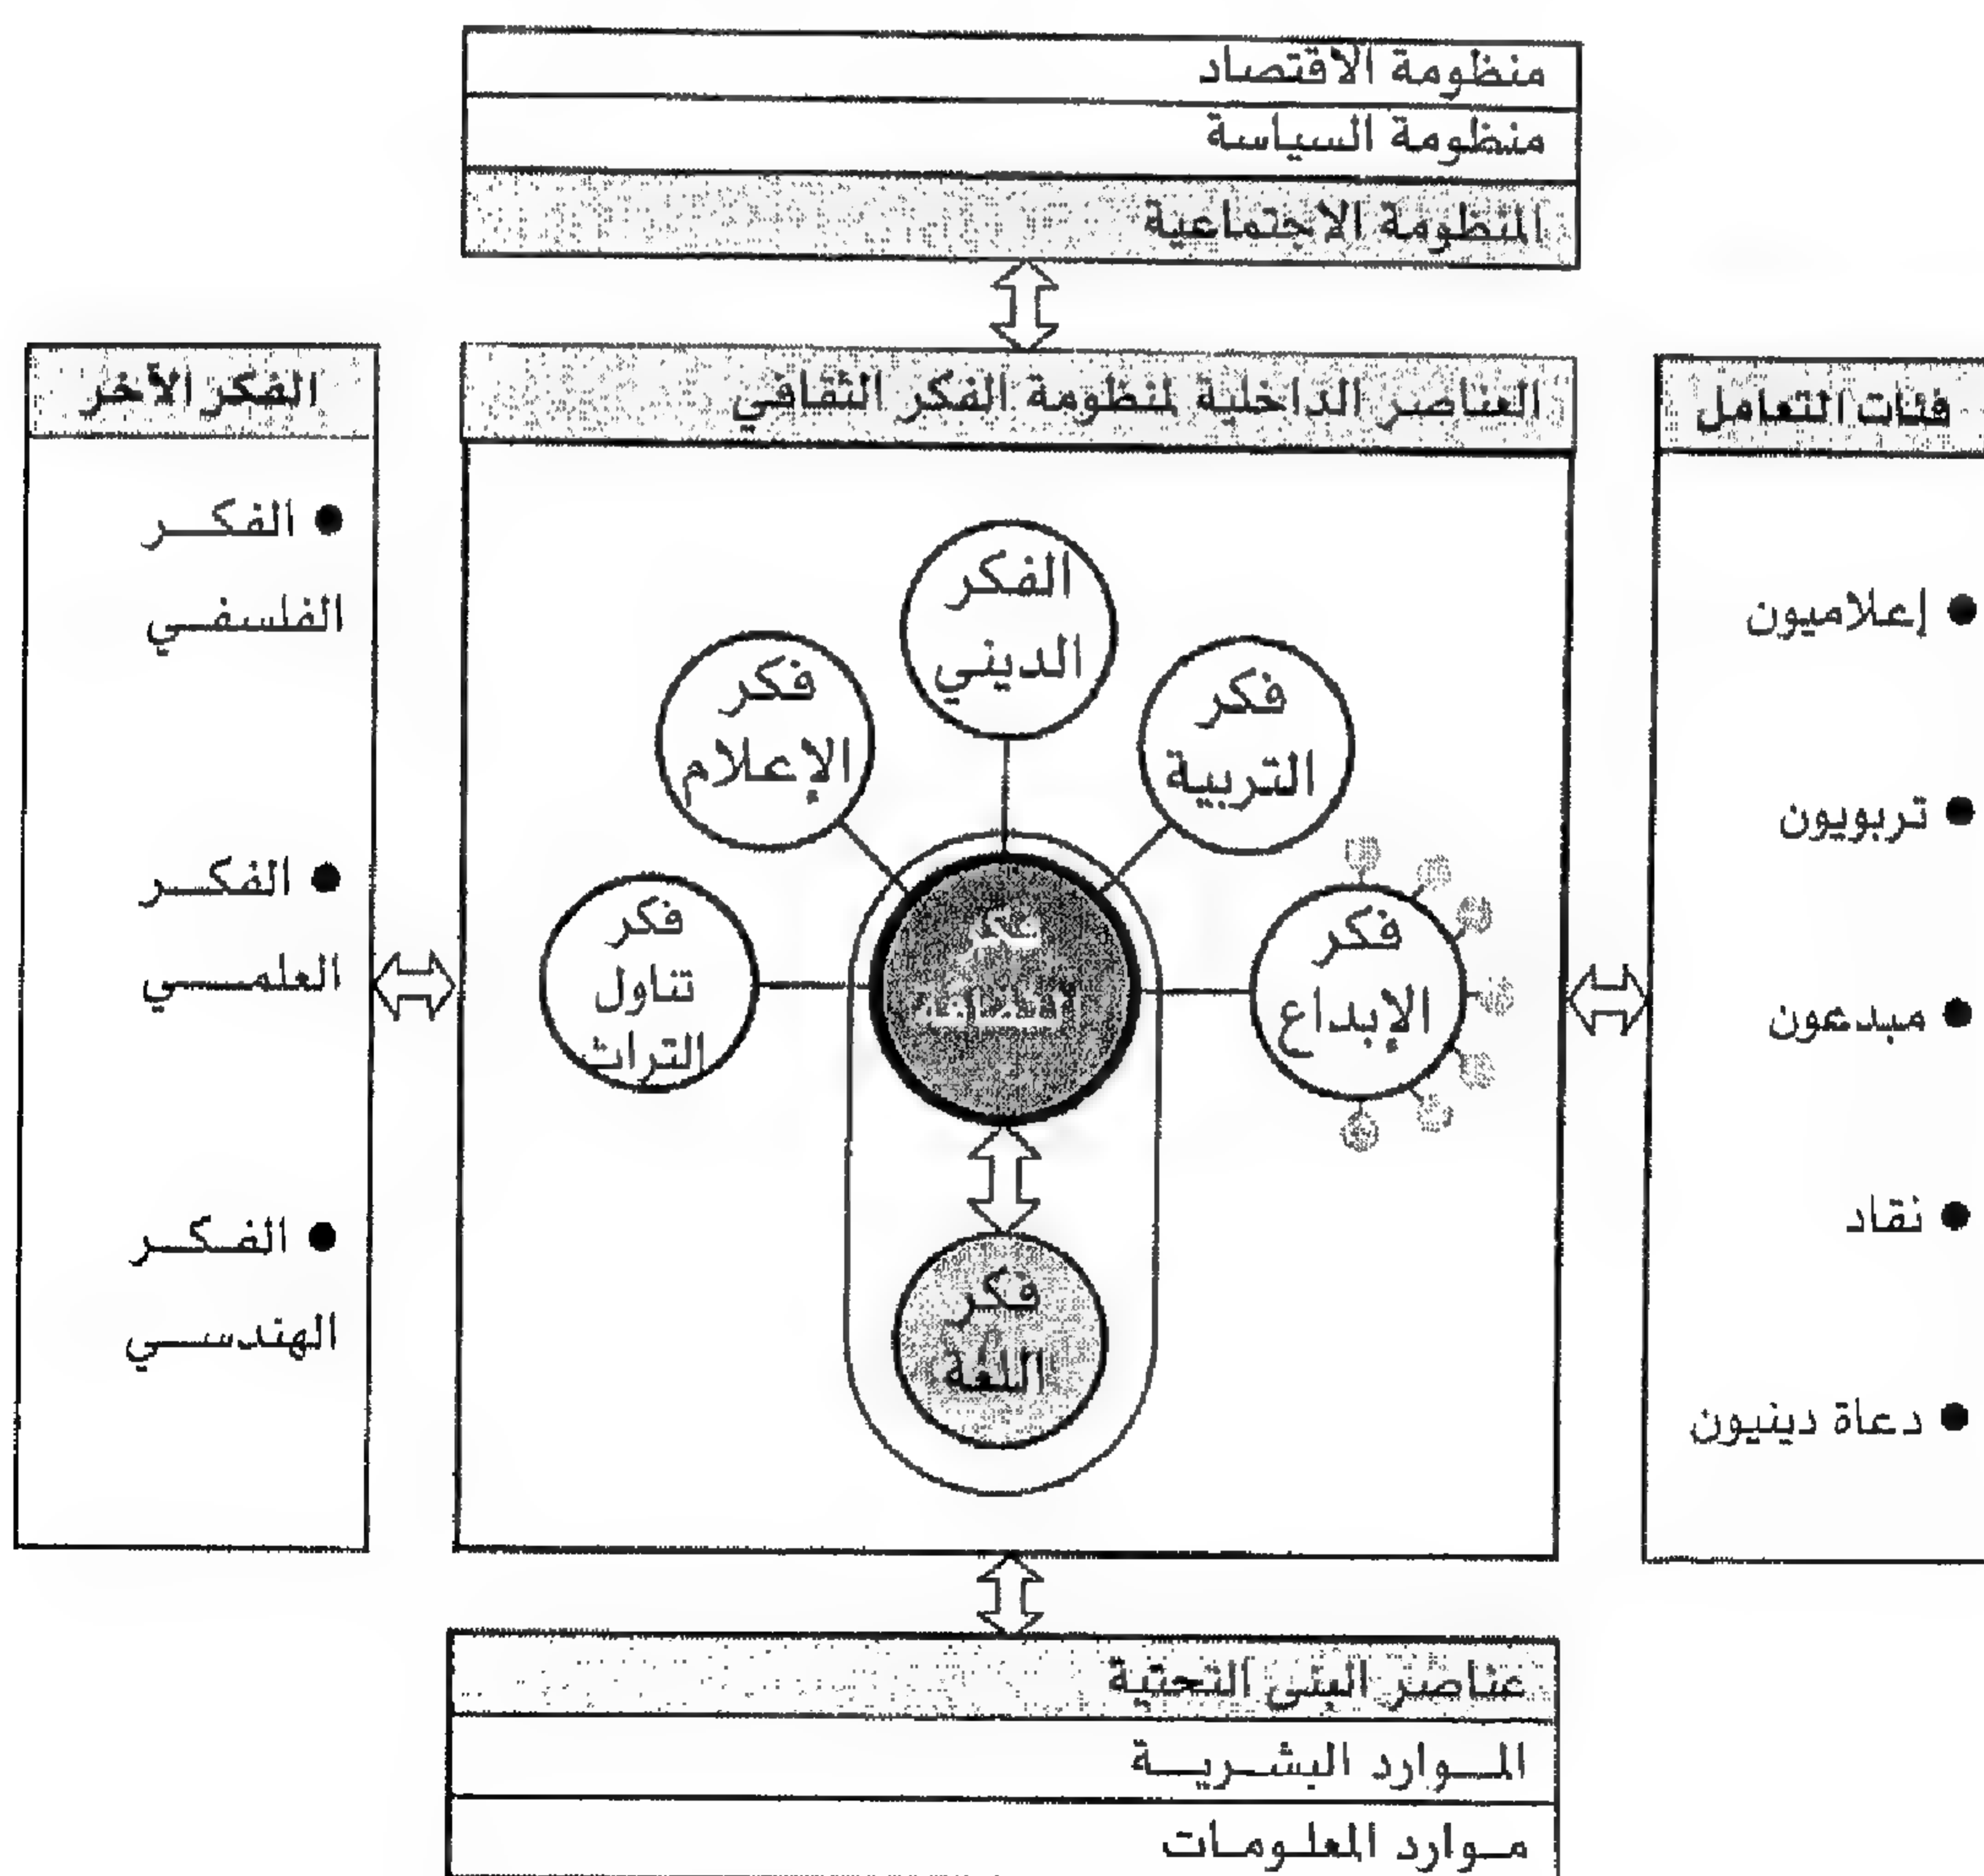 منظومة الاقتصاد
منظومة السياسة
المنظومة الاجتماعية
فئات التعامل
● إعلاميون
● تربويون
● مبدعون
● نقاد
● دعاة دينيون
العناصر الداخلية لمنظومة الفكر الثقافي
الفكر
الديني
فكر
التربية
فكر
الإعلام
فكر
الإبداع
فكر
الثقافة
فكر
تناول
التراث
فكر
اللغة
الفكر الآخر
● الفكر
الفلسفي
● الفكر
العلمي
● الفكر
الهندسي
عناصر البنى التحتية
الموارد البشرية
موارد المعلومات